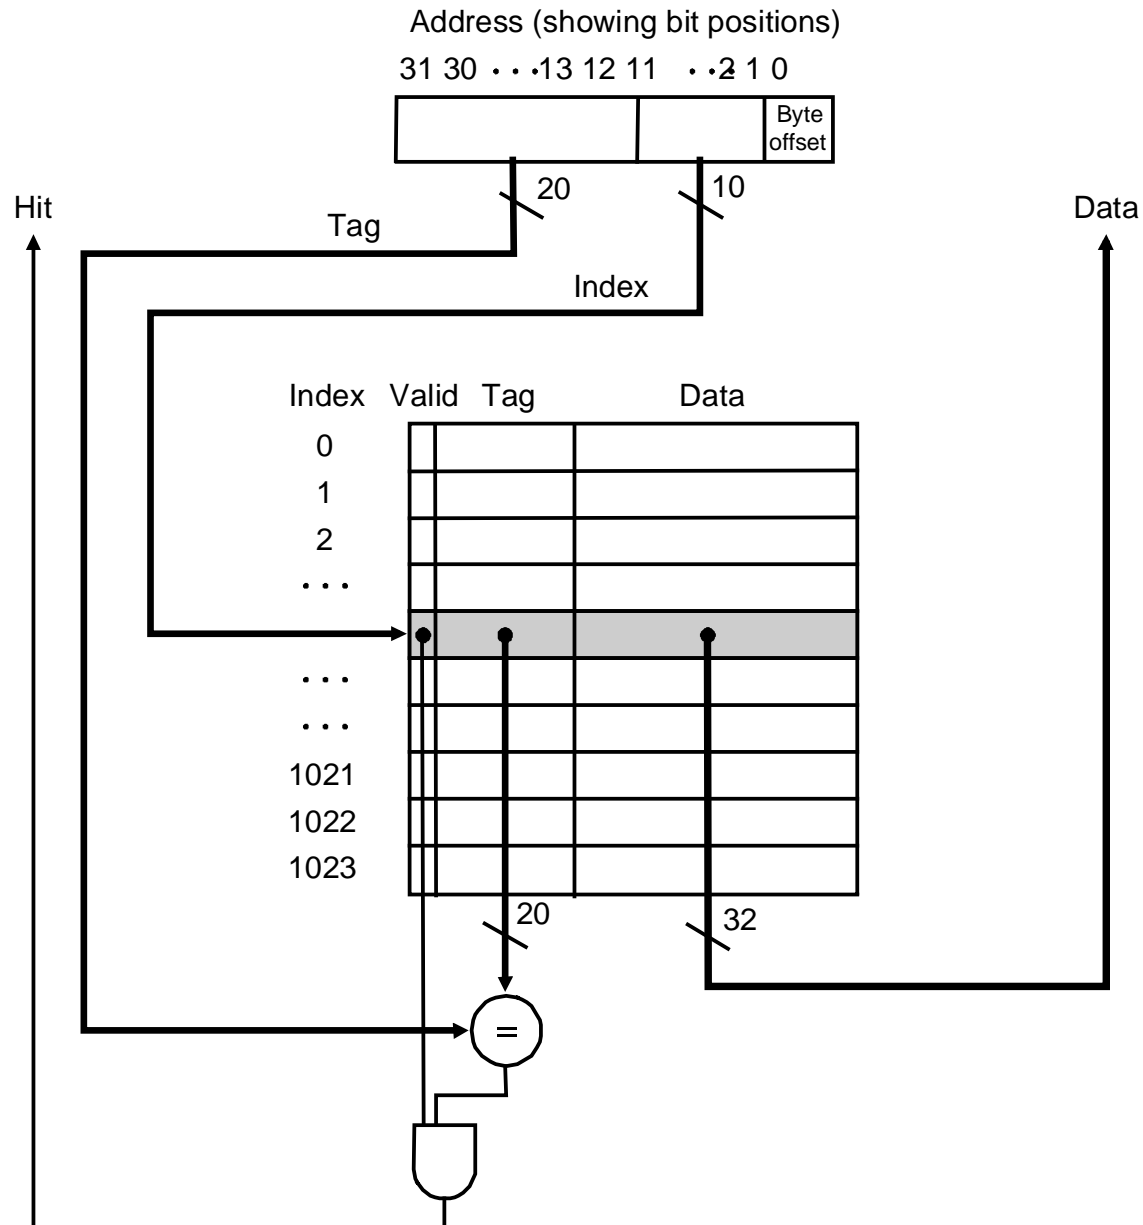 Address (showing bit positions)
31 30 · · ·13 12 11 · · ·2 1 0
Byte
offset
20
10
Hit
Data
Tag
Index
Index Valid Tag Data
0
1
2
· · ·
· · ·
· · ·
1021
1022
1023
20
32
=